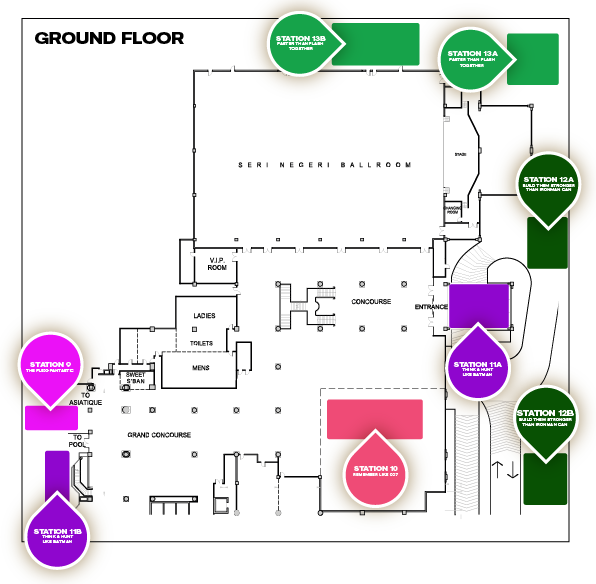 GROUND FLOOR
STATION 13B
FASTER THAN FLASH
TOGETHER
STATION 13A
FASTER THAN FLASH
TOGETHER
SERI NEGERI BALLROOM
STAGE
STATION 12A
BUILD THEM STRONGER
THAN IRONMAN CAN
CHANGING
ROOM
V.I.P.
ROOM
CONCOURSE
ENTRANCE
LADIES
TOILETS
MENS
STATION 9
THE FLEXI-FANTASTIC
SWEET
S'BAN
STATION 11A
THINK & HUNT
LIKE BATMAN
TO
ASIATIQUE
STATION 12B
BUILD THEM STRONGER
THAN IRONMAN CAN
TO
POOL
GRAND CONCOURSE
STATION 10
REMEMBER LIKE 007
STATION 11B
THINK & HUNT
LIKE BATMAN